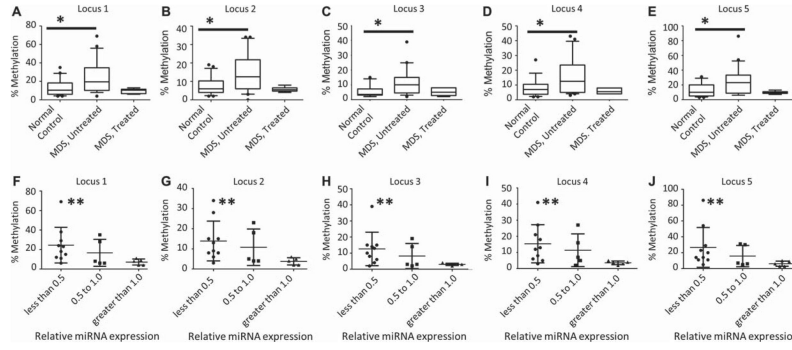 A Locus 1
*
% Methylation
80
60
40
20
0
Normal Control
MDS, Untreated
MDS, Treated
B Locus 2
*
% Methylation
40
30
20
10
0
Normal Control
MDS, Untreated
MDS, Treated
C Locus 3
*
% Methylation
50
40
30
20
10
0
Normal Control
MDS, Untreated
MDS, Treated
D Locus 4
*
% Methylation
50
40
30
20
10
0
Normal Control
MDS, Untreated
MDS. Treated
E Locus 5
*
% Methylation
100
80
60
40
20
0
Normal Control
MDS, Untreated
MDS, Treated
F Locus 1
**
% Methylation
80
60
40
20
0
less than 0.5
0.5 to 1.0
greater than 1.0
Relative miRNA expression
G Locus 2
**
% Methylation
40
30
20
10
0
less than 0.5
0.5 to 1.0
greater than 1.0
Relative miRNA expression
H Locus 3
**
% Methylation
50
40
30
20
10
0
less than 0.5
0.5 to 1.0
greater than 1.0
Relative miRNA expression
I Locus 4
**
% Methylation
50
40
30
20
10
0
less than 0.5
0.5 to 1.0
greater than 1.0
Relative miRNA expression
J Locus 5
**
% Methylation
100
80
60
40
20
0
less than 0.5
0.5 to 1.0
greater than 1.0
Relative miRNA expression